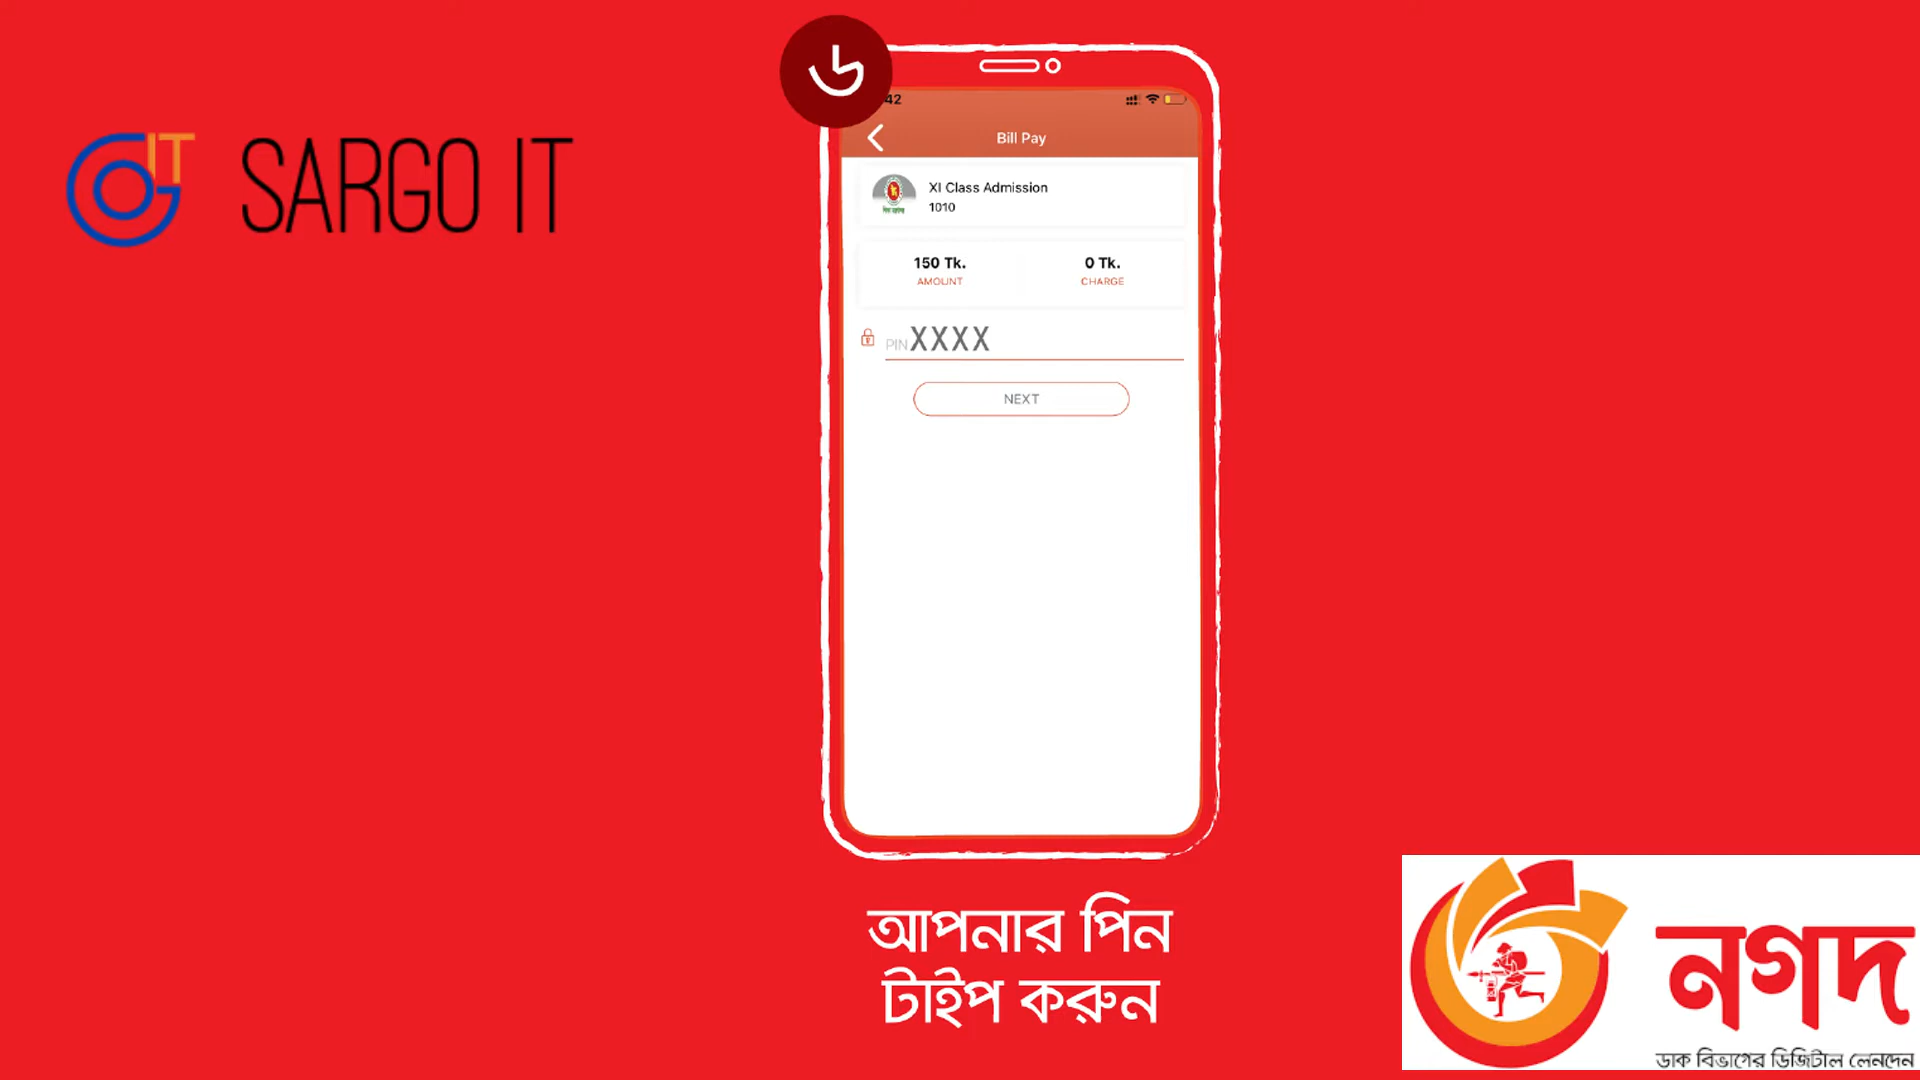 ৬
42
IT
SARGO IT
Bill Pay
XI Class Admission
1010
150 Tk.
AMOUNT
0 Tk.
CHARGE
PIN XXXX
NEXT
আপনার পিন
টাইপ করুন
নগদ
ডাক বিভাগের ডিজিটাল লেনদেন